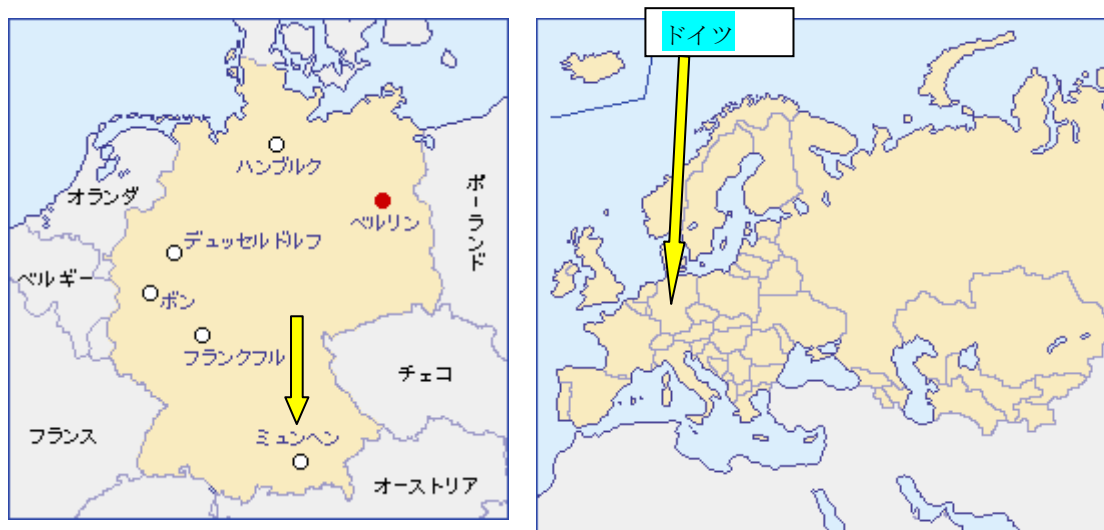 ドイツ
ハンブルク
オランダ
ポーランド
ベルリン
デュッセルドルフ
ベルギー
ボン
フランクフル
チェコ
フランス
ミュンヘン
オーストリア